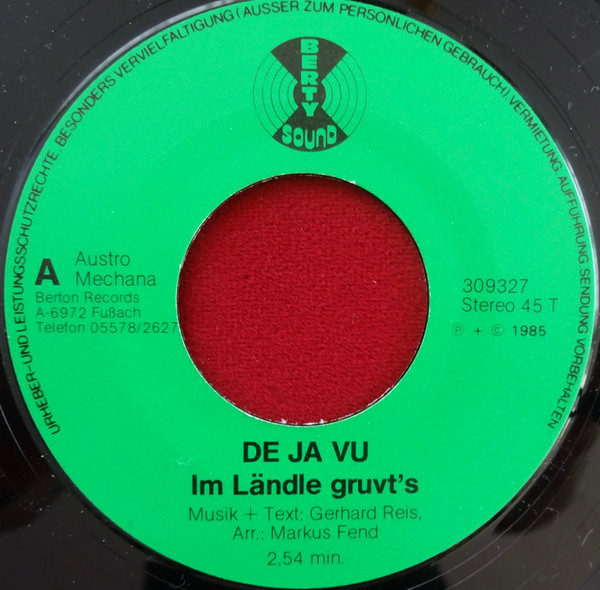 URHEBER-UND LEISTUNGSSCHUTZRECHTE. BESONDERS VERVIELFÄLTIGUNG (AUSSER ZUM PERSÖNLICHEN GEBRAUCH), VERMIETUNG AUFFÜHRUNG SENDUNG VORBEHALTEN
BERTY
SOUND
A
Austro
Mechana
Berton Records
A-6972 Fußach
Telefon 05578/2627
309327
Stereo 45 T
℗ + © 1985
DE JA VU
Im Ländle gruvt's
Musik + Text: Gerhard Reis,
Arr.: Markus Fend
2,54 min.